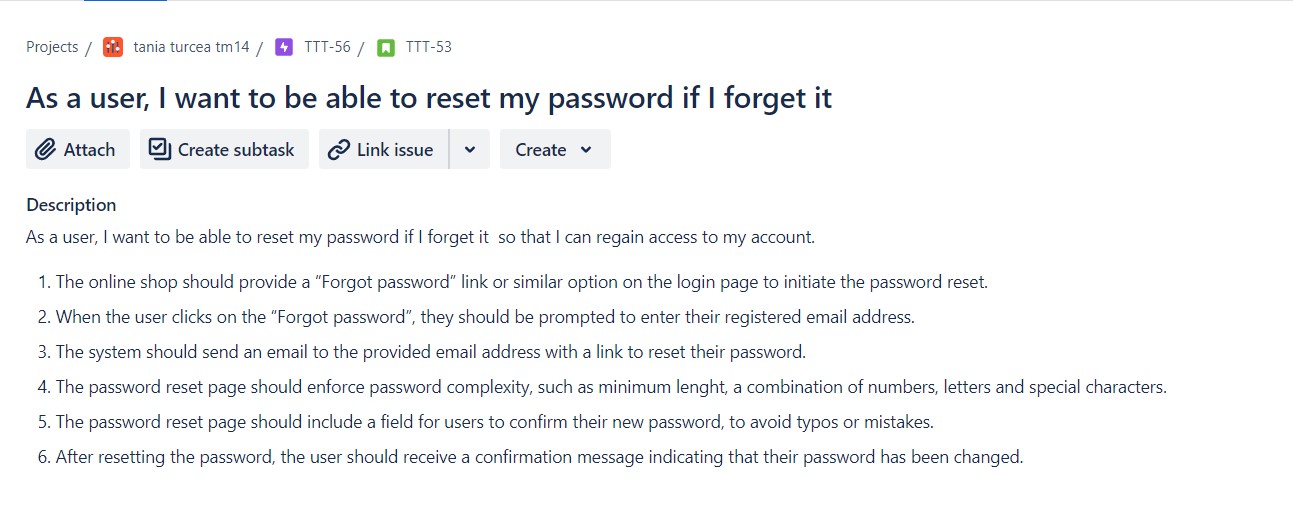 Projects / tania turcea tm14 / TTT-56 / TTT-53
As a user, I want to be able to reset my password if I forget it
Attach Create subtask Link issue Create
Description
As a user, I want to be able to reset my password if I forget it  so that I can regain access to my account.
1. The online shop should provide a “Forgot password” link or similar option on the login page to initiate the password reset.
2. When the user clicks on the “Forgot password”, they should be prompted to enter their registered email address.
3. The system should send an email to the provided email address with a link to reset their password.
4. The password reset page should enforce password complexity, such as minimum lenght, a combination of numbers, letters and special characters.
5. The password reset page should include a field for users to confirm their new password, to avoid typos or mistakes.
6. After resetting the password, the user should receive a confirmation message indicating that their password has been changed.